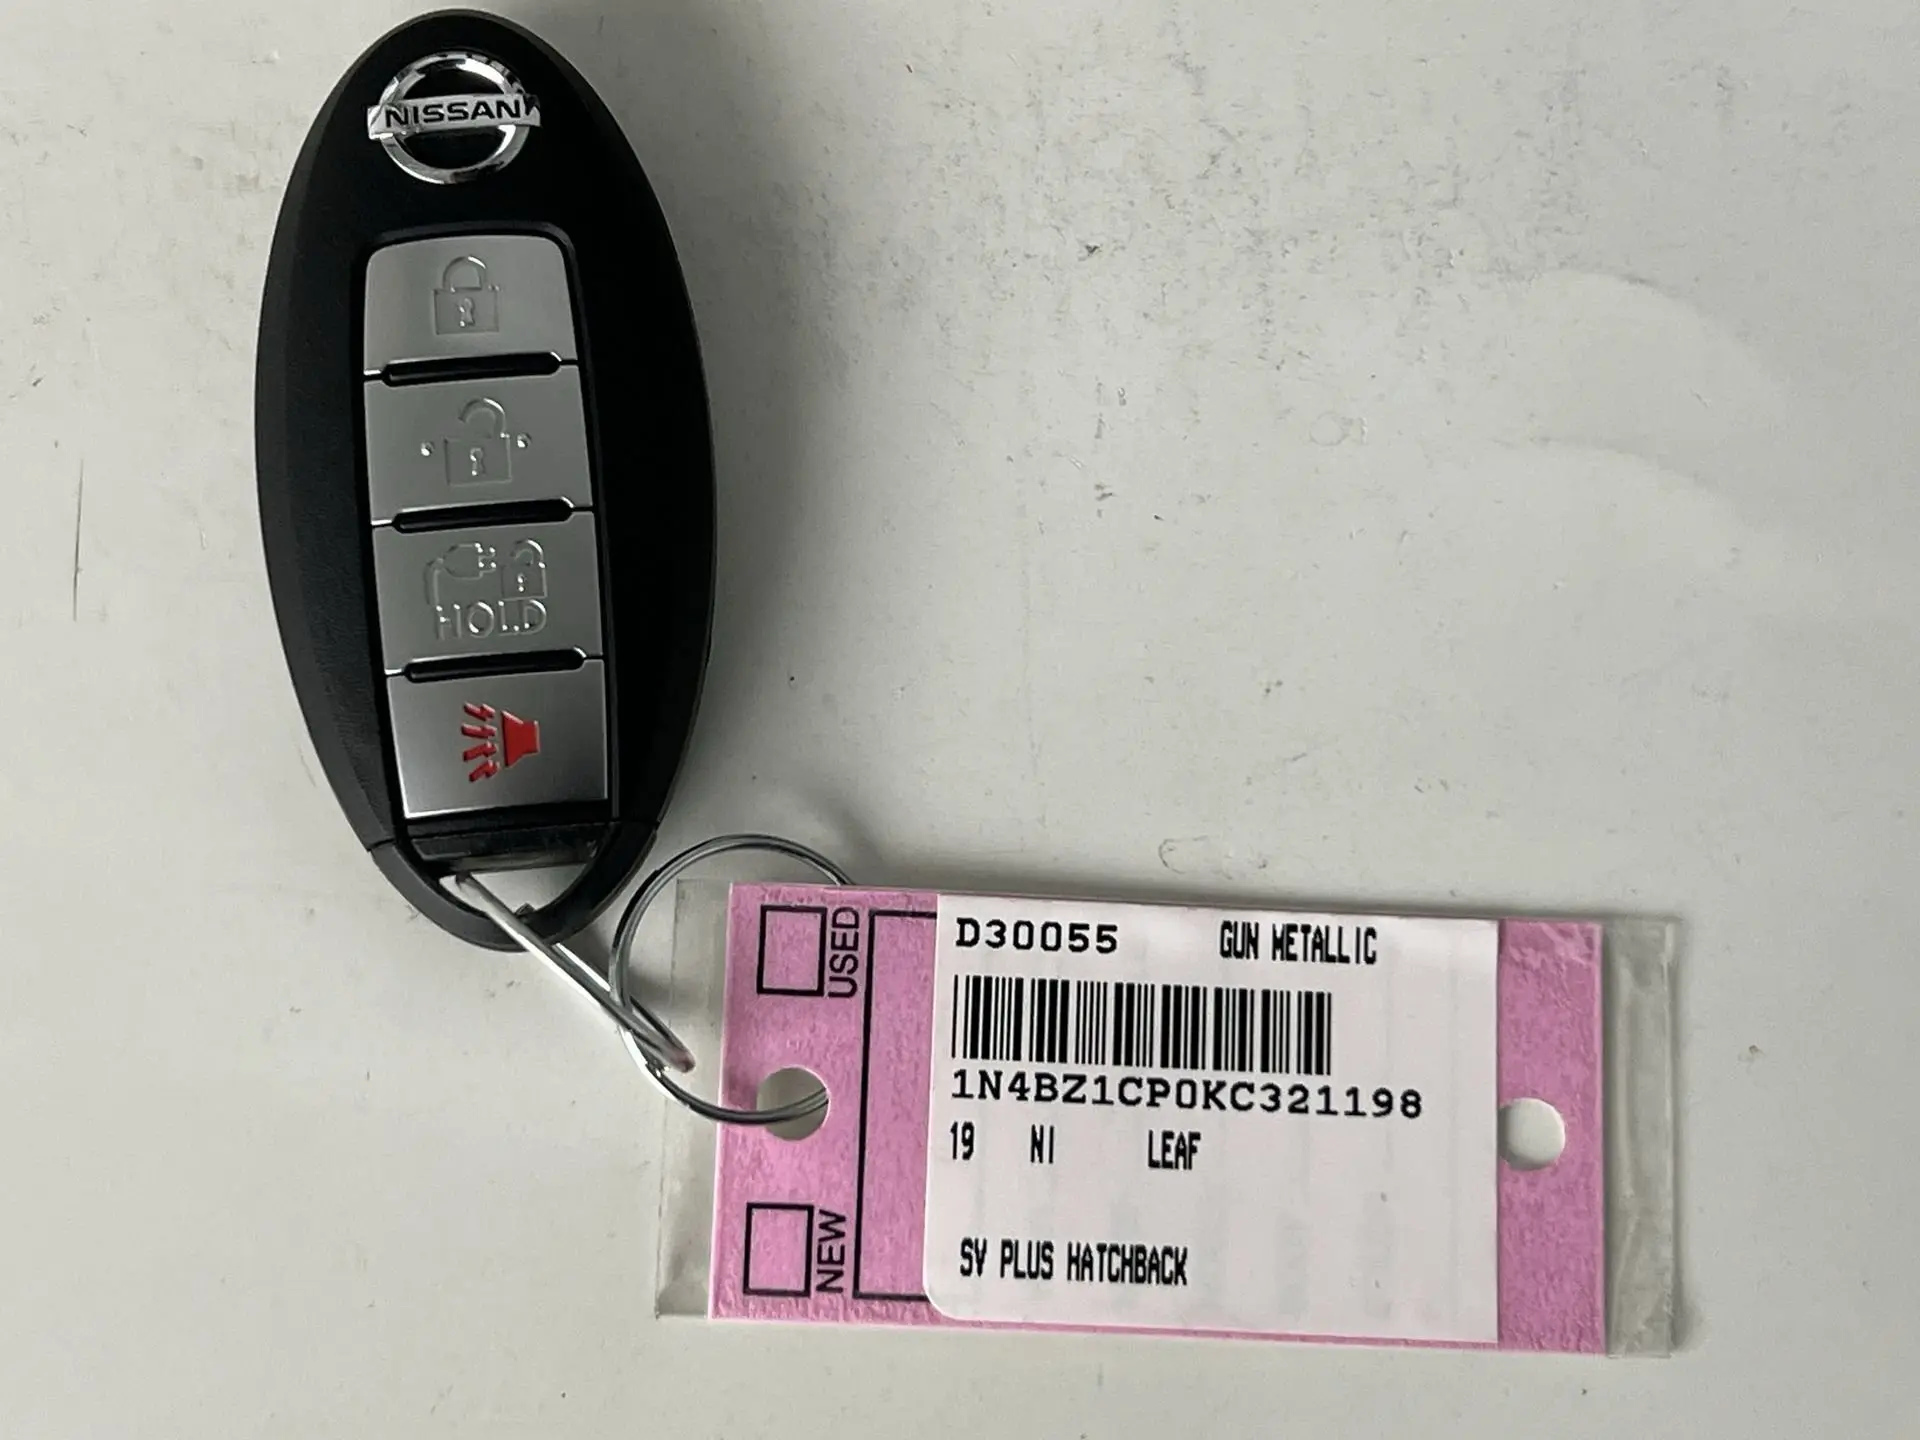 NISSAN
HOLD
USED
NEW
D30055 GUN METALLIC
1N4BZ1CP0KC321198
19 NI LEAF
SV PLUS HATCHBACK